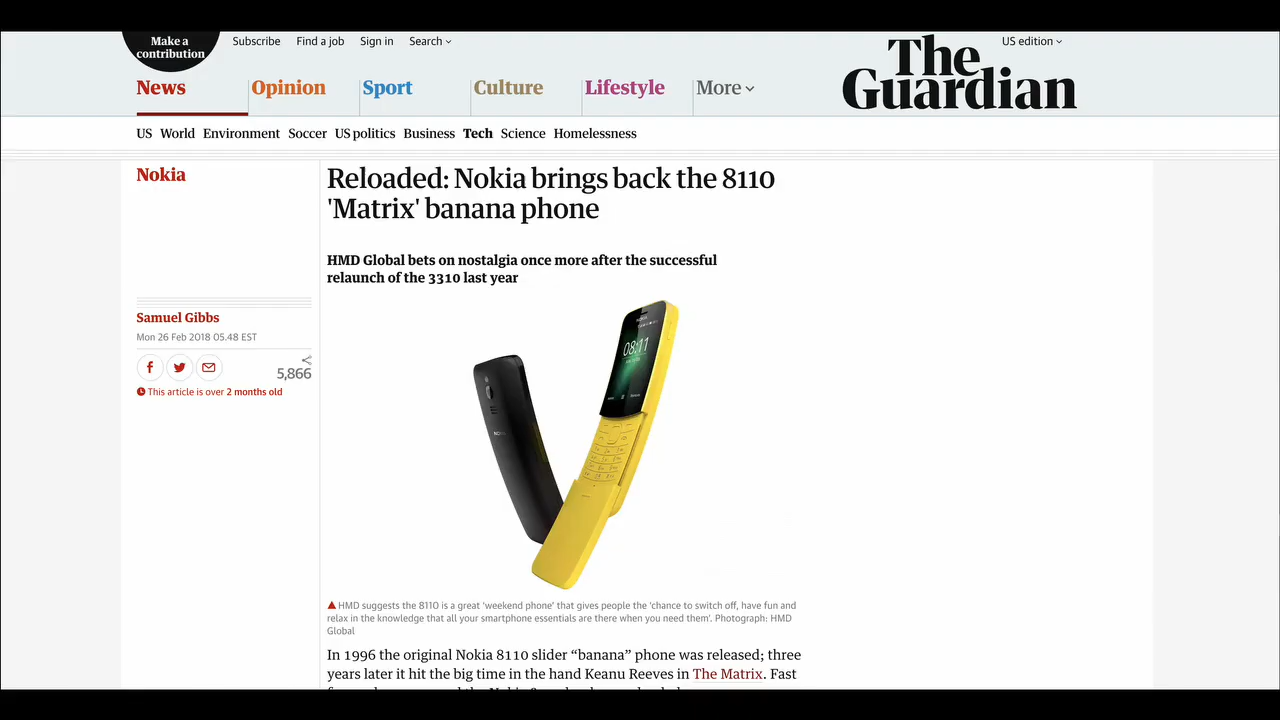 Make a
contribution
Subscribe Find a job Sign in Search
US edition
The
Guardian
News Opinion Sport Culture Lifestyle More
US World Environment Soccer US politics Business Tech Science Homelessness
Nokia
Reloaded: Nokia brings back the 8110
'Matrix' banana phone
HMD Global bets on nostalgia once more after the successful
relaunch of the 3310 last year
Samuel Gibbs
Mon 26 Feb 2018 05.48 EST
5,866
This article is over 2 months old
NOKIA
08:11
HMD suggests the 8110 is a great 'weekend phone' that gives people the 'chance to switch off, have fun and
relax in the knowledge that all your smartphone essentials are there when you need them'. Photograph: HMD
Global
In 1996 the original Nokia 8110 slider “banana” phone was released; three
years later it hit the big time in the hand Keanu Reeves in The Matrix. Fast